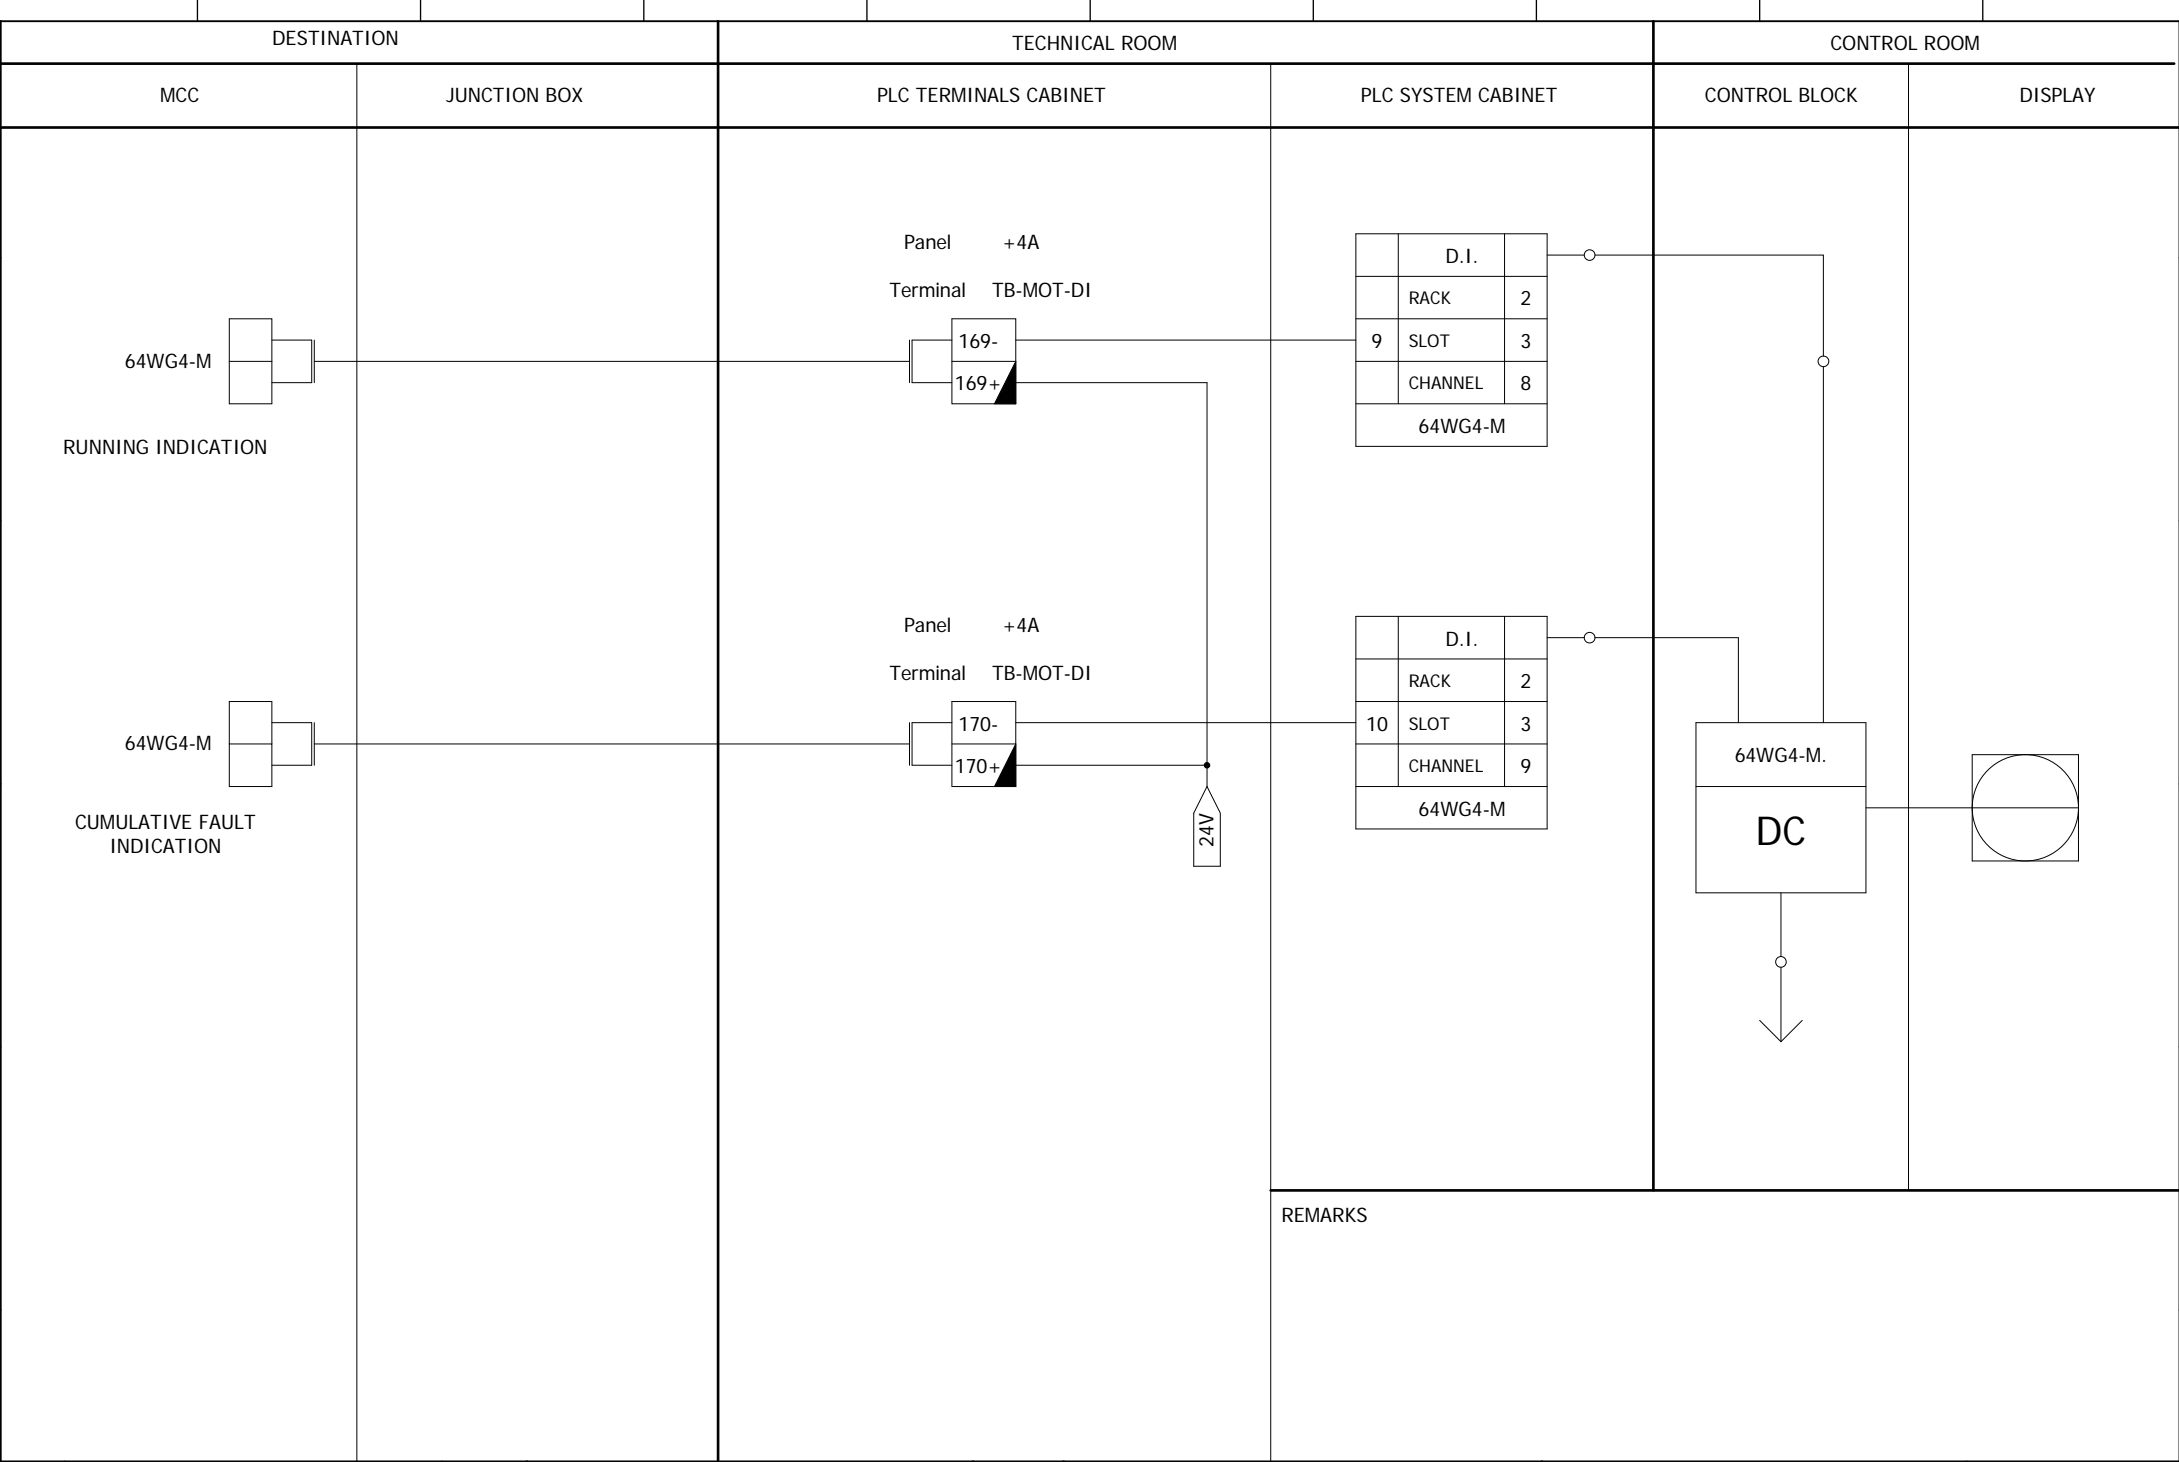 DESTINATION
TECHNICAL ROOM
CONTROL ROOM
MCC
JUNCTION BOX
PLC TERMINALS CABINET
PLC SYSTEM CABINET
CONTROL BLOCK
DISPLAY
64WG4-M
RUNNING INDICATION
Panel +4A
Terminal TB-MOT-DI
169-
169+
D.I.
RACK 2
9 SLOT 3
CHANNEL 8
64WG4-M
64WG4-M
CUMULATIVE FAULT
INDICATION
Panel +4A
Terminal TB-MOT-DI
170-
170+
24V
D.I.
RACK 2
10 SLOT 3
CHANNEL 9
64WG4-M
64WG4-M.
DC
REMARKS